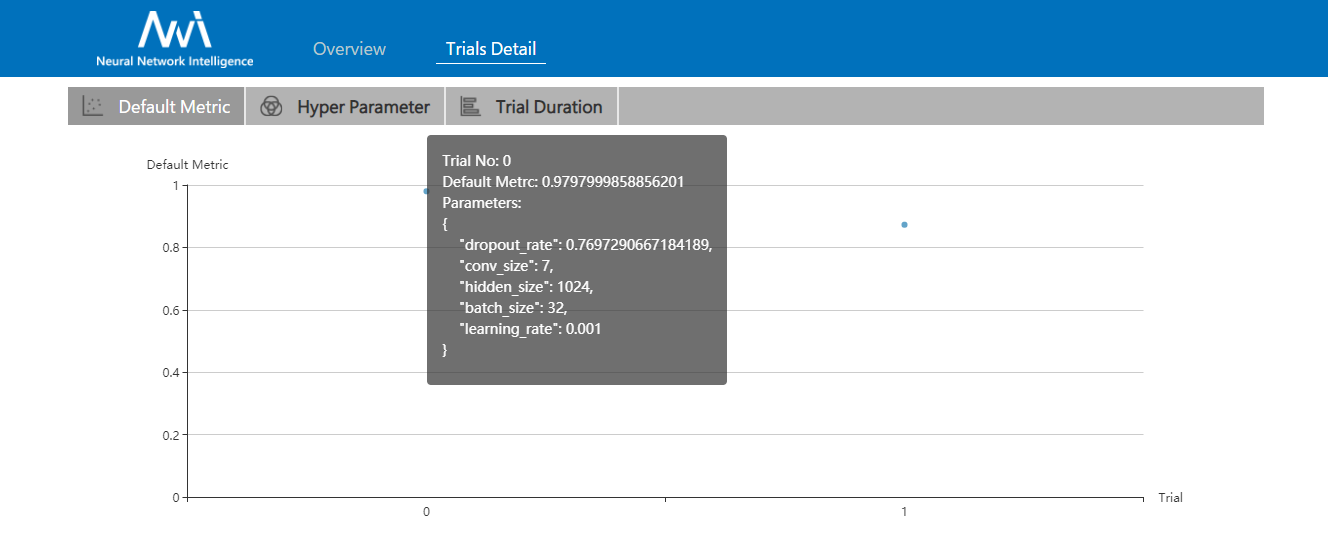 NNI
Neural Network Intelligence
Overview
Trials Detail
Default Metric
Hyper Parameter
Trial Duration
Default Metric
Trial No: 0
Default Metrc: 0.9797999858856201
Parameters:
{
"dropout_rate": 0.7697290667184189,
"conv_size": 7,
"hidden_size": 1024,
"batch_size": 32,
"learning_rate": 0.001
}
1
0.8
0.6
0.4
0.2
0
0
1
Trial